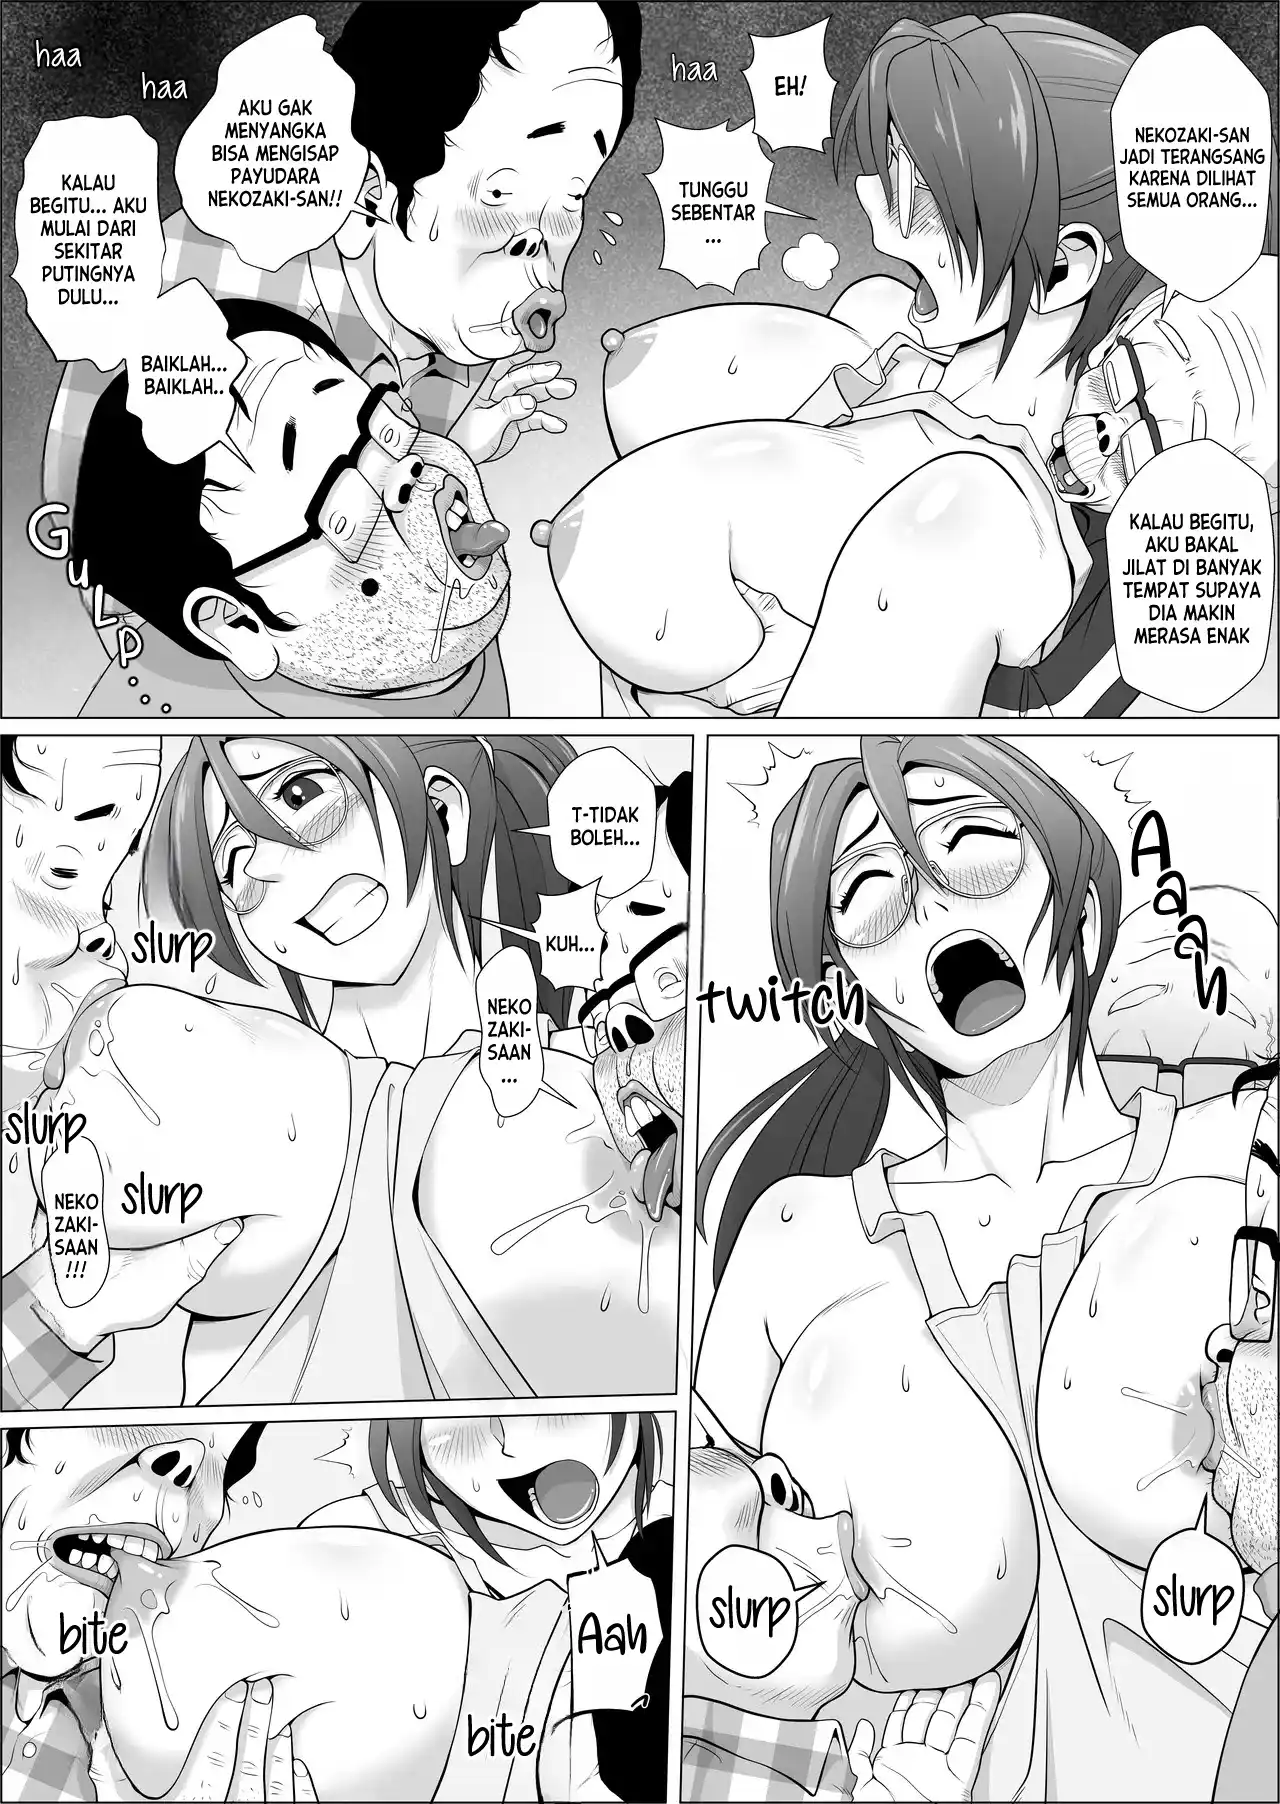 NEKOZAKI-SAN
JADI TERANGSANG
KARENA DILIHAT
SEMUA ORANG...
EH!
haa
TUNGGU
SEBENTAR
...
KALAU BEGITU,
AKU BAKAL
JILAT DI BANYAK
TEMPAT SUPAYA
DIA MAKIN
MERASA ENAK
AKU GAK
MENYANGKA
BISA MENGISAP
PAYUDARA
NEKOZAKI-SAN!!
haa
haa
KALAU
BEGITU... AKU
MULAI DARI
SEKITAR
PUTINGNYA
DULU...
BAIKLAH...
BAIKLAH..
GULP...
Aaah
twitch
slurp
slurp
T-TIDAK
BOLEH...
KUH...
NEKO
ZAKI-
SAAN
...
slurp
slurp
slurp
NEKO
ZAKI-
SAAN
!!!
Aah
bite
bite